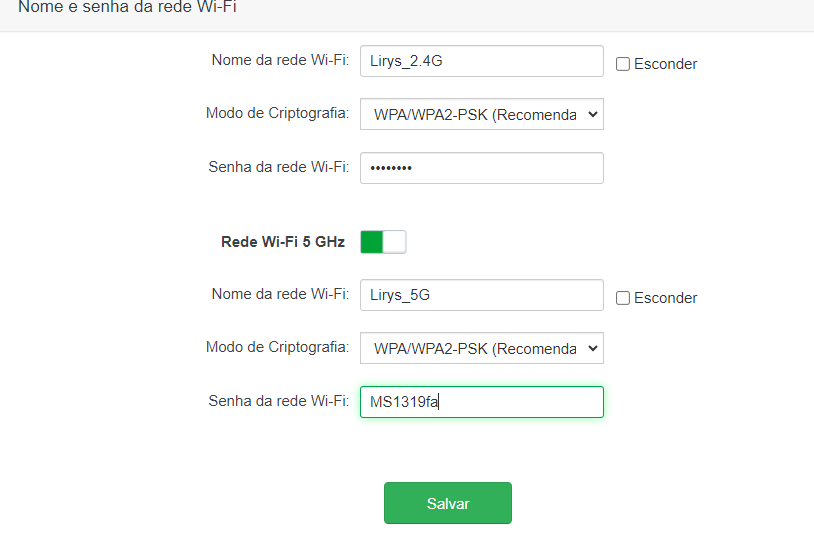 Nome e senha da rede Wi-Fi
Nome da rede Wi-Fi: Lirys_2.4G Esconder
Modo de Criptografia: WPA/WPA2-PSK (Recomenda
Senha da rede Wi-Fi: ••••••••
Rede Wi-Fi 5 GHz
Nome da rede Wi-Fi: Lirys_5G Esconder
Modo de Criptografia: WPA/WPA2-PSK (Recomenda
Senha da rede Wi-Fi: MS1319fa
Salvar